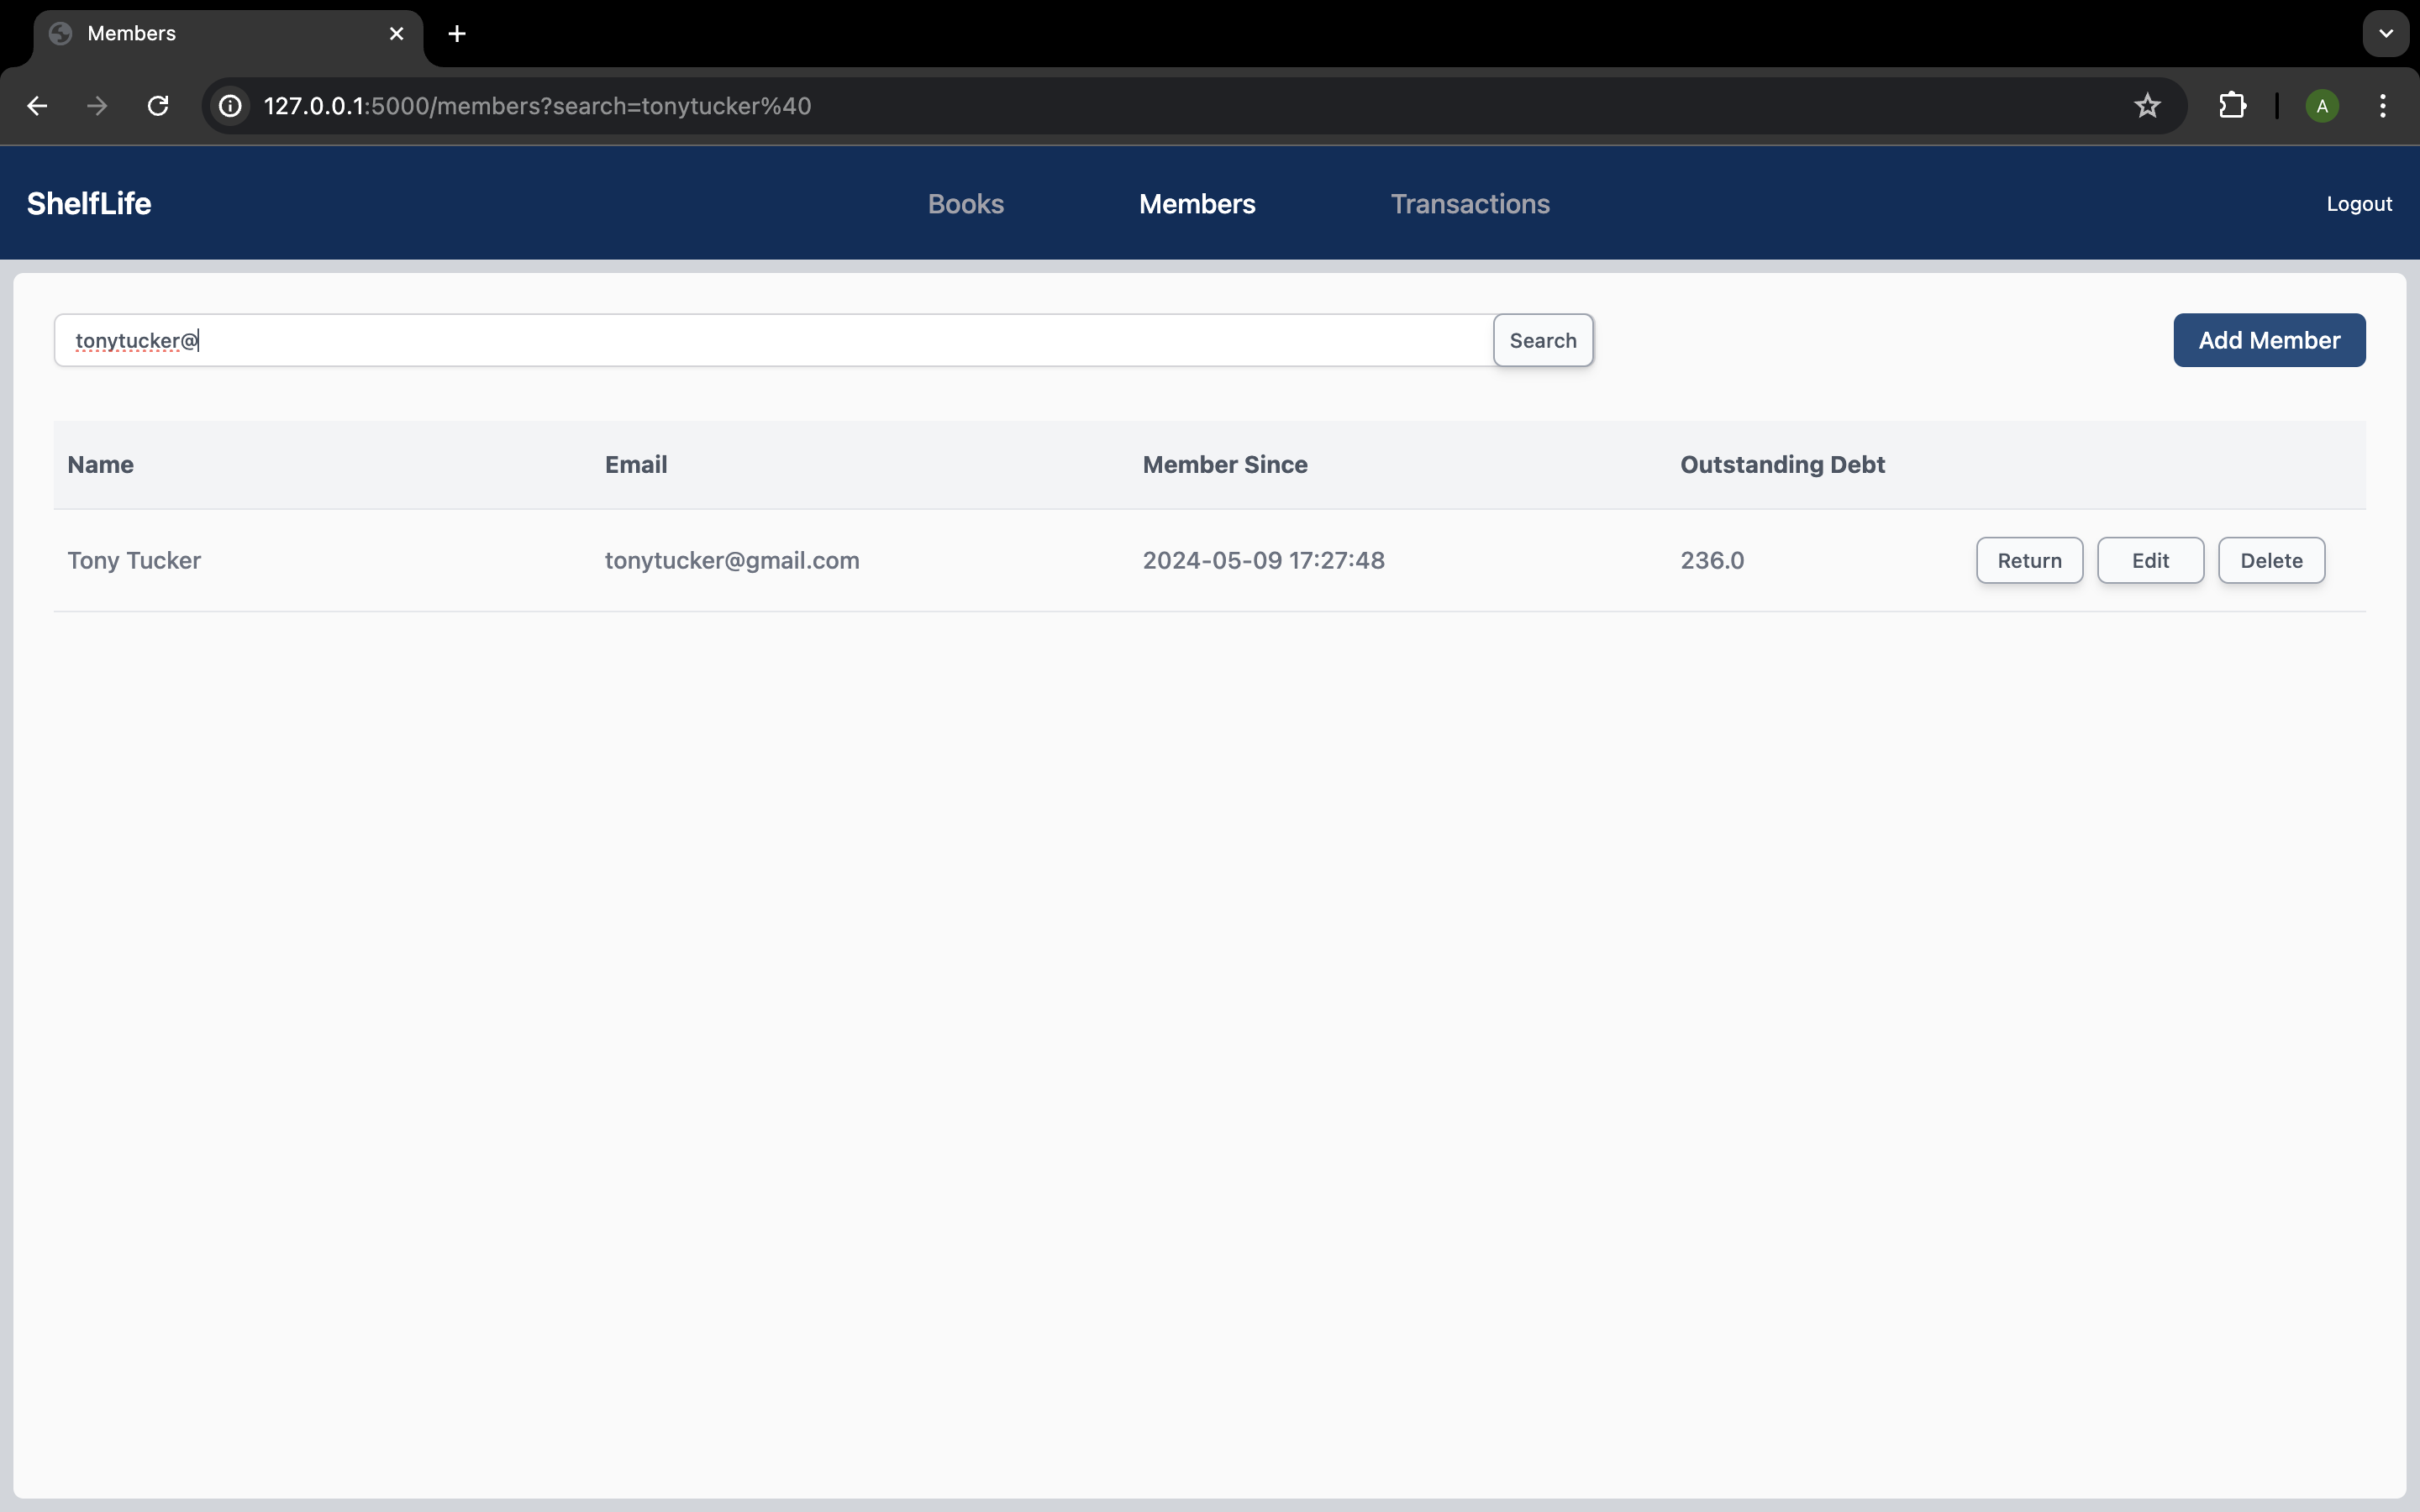 Members
127.0.0.1:5000/members?search=tonytucker%40
A
ShelfLife
Books Members Transactions
Logout
tonytucker@
Search
Add Member
Name Email Member Since Outstanding Debt
Tony Tucker tonytucker@gmail.com 2024-05-09 17:27:48 236.0 Return Edit Delete